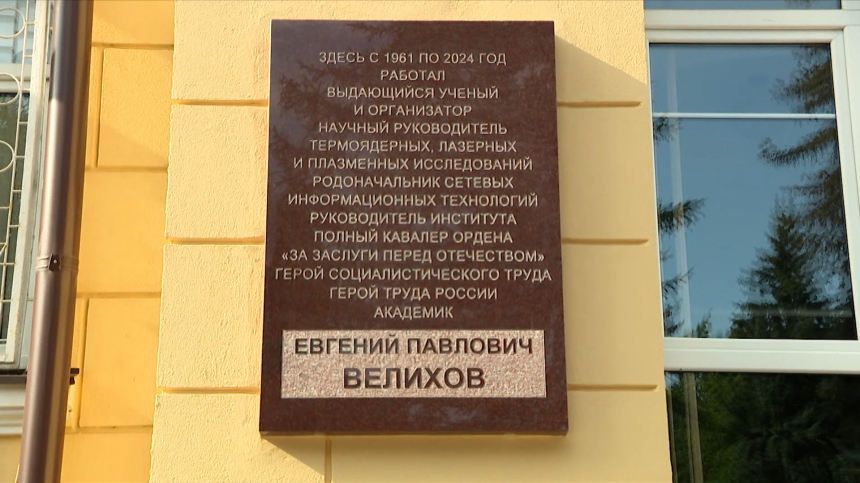 ЗДЕСЬ С 1961 ПО 2024 ГОД
РАБОТАЛ
ВЫДАЮЩИЙСЯ УЧЕНЫЙ
И ОРГАНИЗАТОР
НАУЧНЫЙ РУКОВОДИТЕЛЬ
ТЕРМОЯДЕРНЫХ, ЛАЗЕРНЫХ
И ПЛАЗМЕННЫХ ИССЛЕДОВАНИЙ
РОДОНАЧАЛЬНИК СЕТЕВЫХ
ИНФОРМАЦИОННЫХ ТЕХНОЛОГИЙ
РУКОВОДИТЕЛЬ ИНСТИТУТА
ПОЛНЫЙ КАВАЛЕР ОРДЕНА
«ЗА ЗАСЛУГИ ПЕРЕД ОТЕЧЕСТВОМ»
ГЕРОЙ СОЦИАЛИСТИЧЕСКОГО ТРУДА
ГЕРОЙ ТРУДА РОССИИ
АКАДЕМИК
ЕВГЕНИЙ ПАВЛОВИЧ
ВЕЛИХОВ